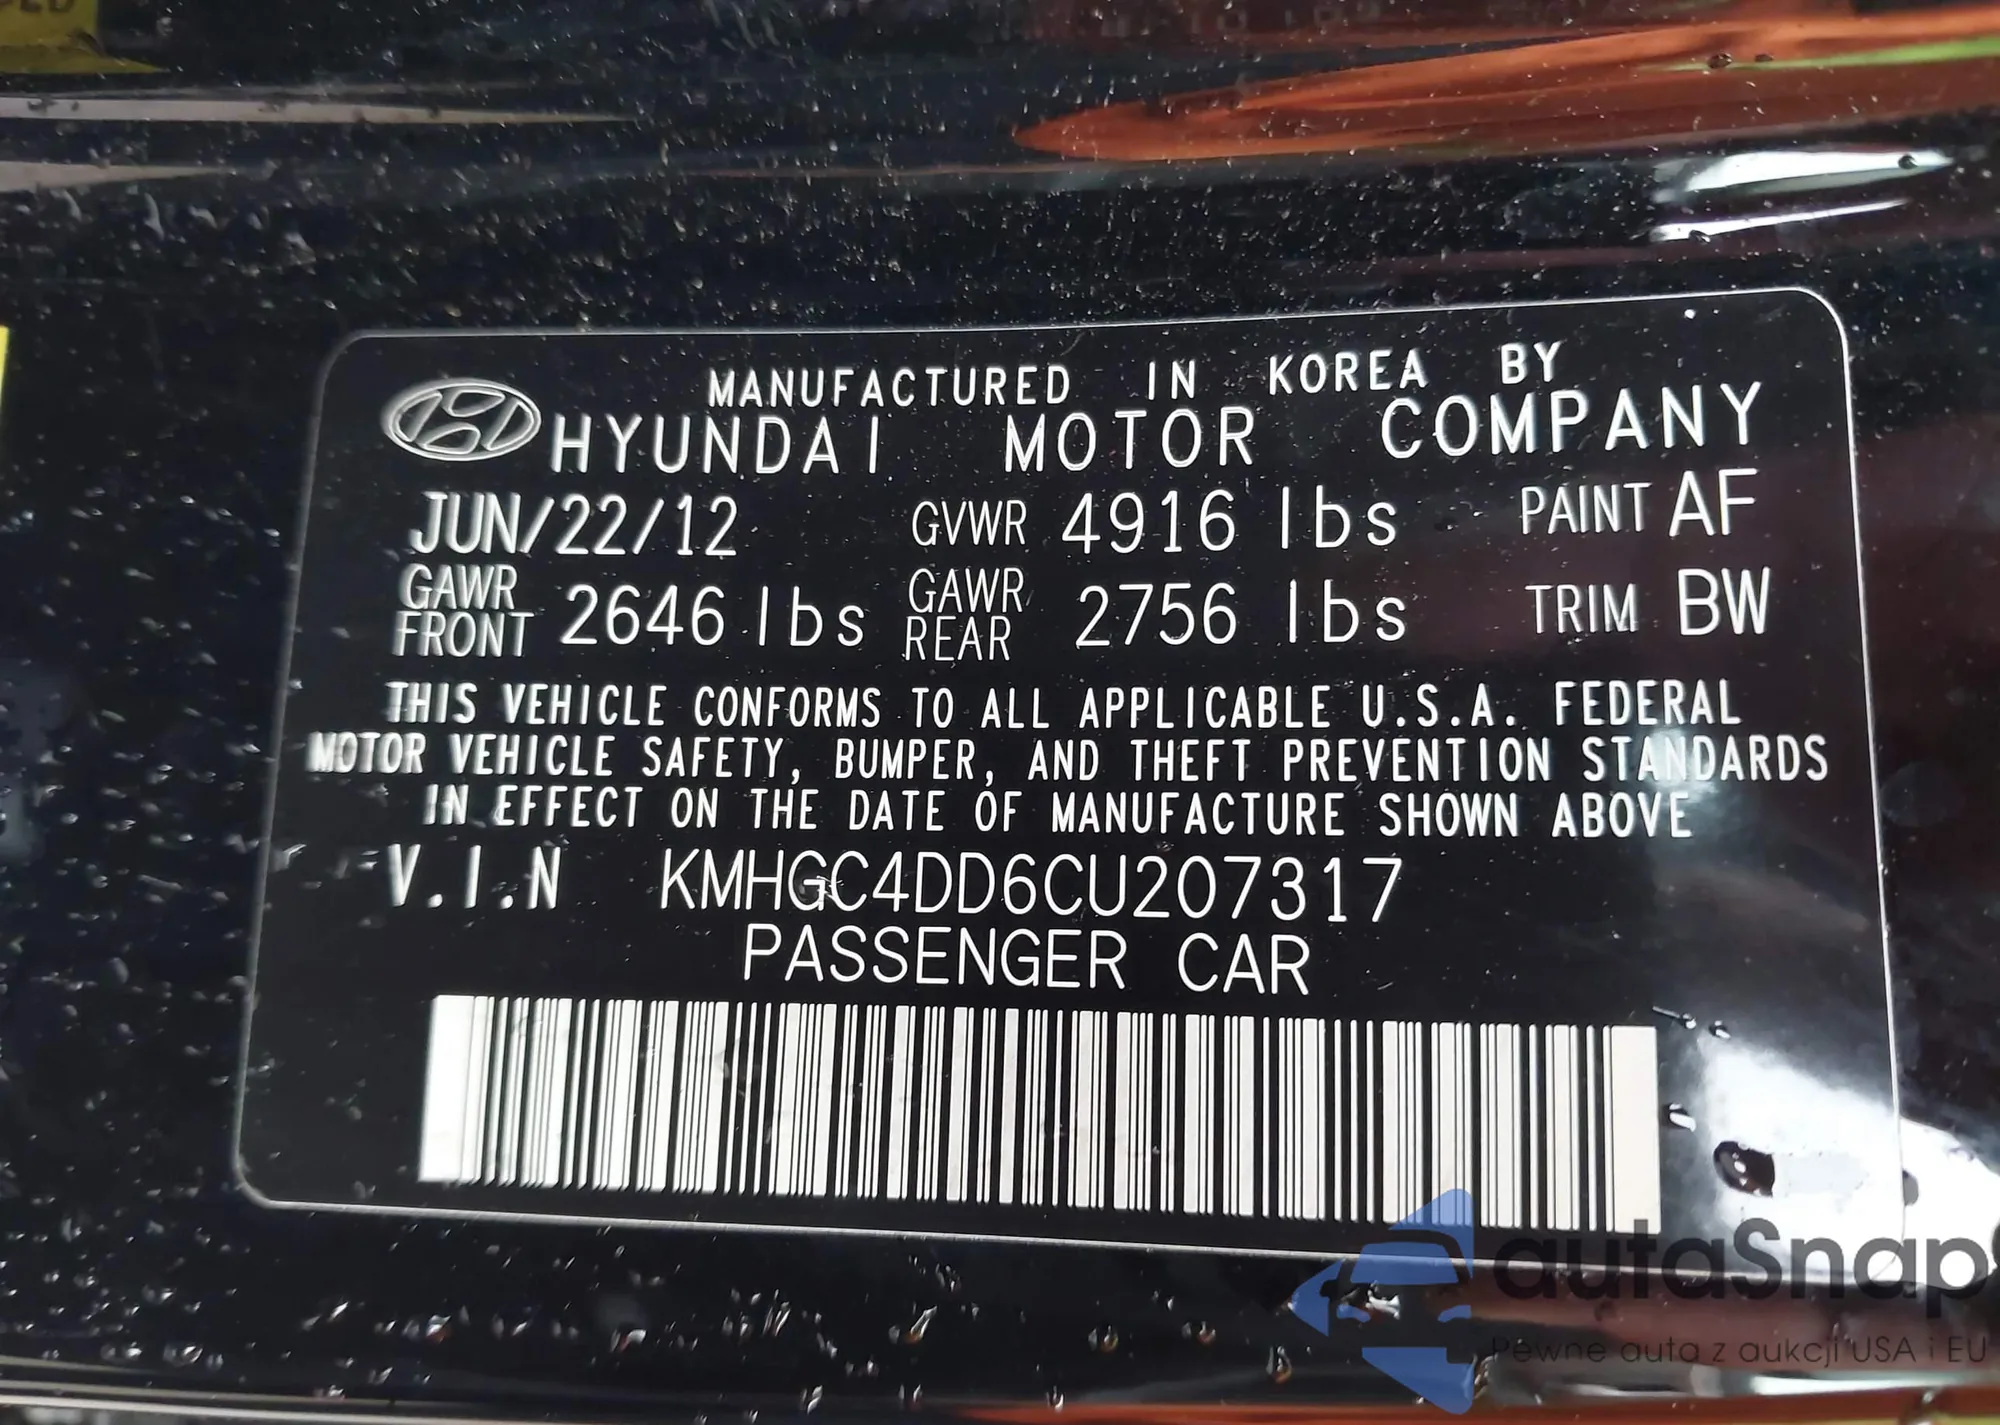 MANUFACTURED IN KOREA BY
HYUNDAI MOTOR COMPANY
JUN/22/12 GVWR 4916 lbs PAINT AF
GAWR FRONT 2646 lbs GAWR REAR 2756 lbs TRIM BW
THIS VEHICLE CONFORMS TO ALL APPLICABLE U.S.A. FEDERAL
MOTOR VEHICLE SAFETY, BUMPER, AND THEFT PREVENTION STANDARDS
IN EFFECT ON THE DATE OF MANUFACTURE SHOWN ABOVE
V.I.N KMHGC4DD6CU207317
PASSENGER CAR
autaSnap
Pewne auta z aukcji USA i EU